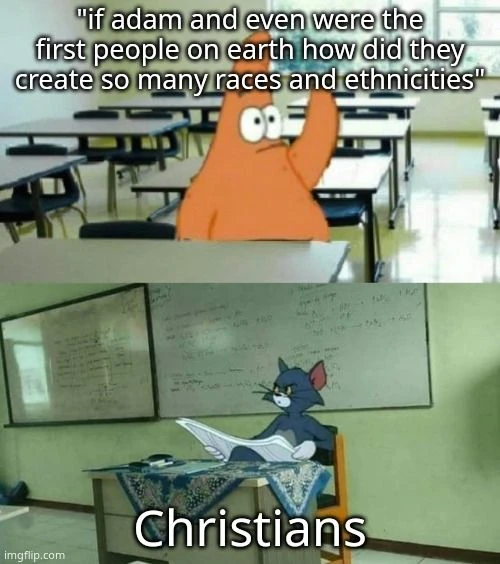 "if adam and even were the
first people on earth how did they
create so many races and ethnicities"
Christians
imgflip.com